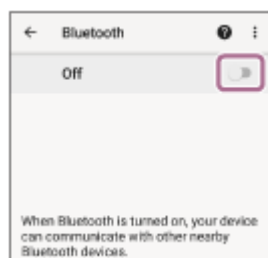 Bluetooth
Off
When Bluetooth is turned on, your device
can communicate with other nearby
Bluetooth devices.